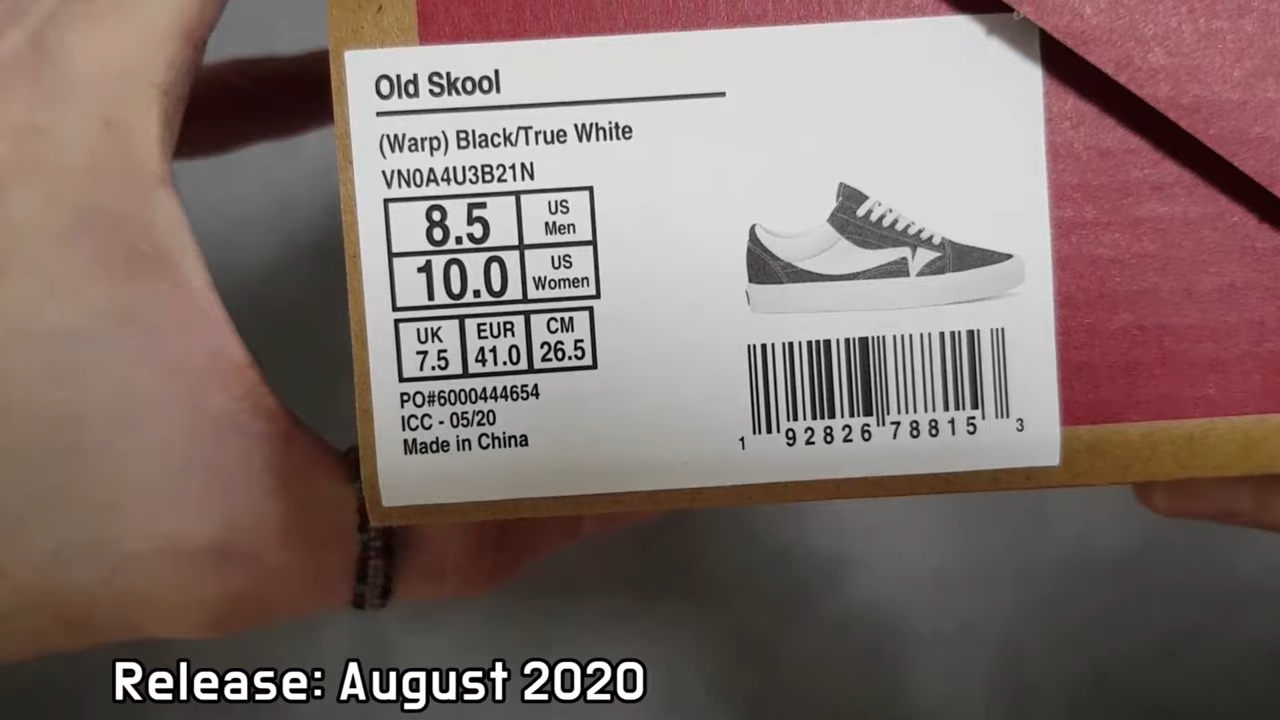 Old Skool
(Warp) Black/True White
VN0A4U3B21N
8.5 US Men
10.0 US Women
UK EUR CM
7.5 41.0 26.5
PO#6000444654
ICC - 05/20
Made in China
1 92826 78815 3
Release: August 2020